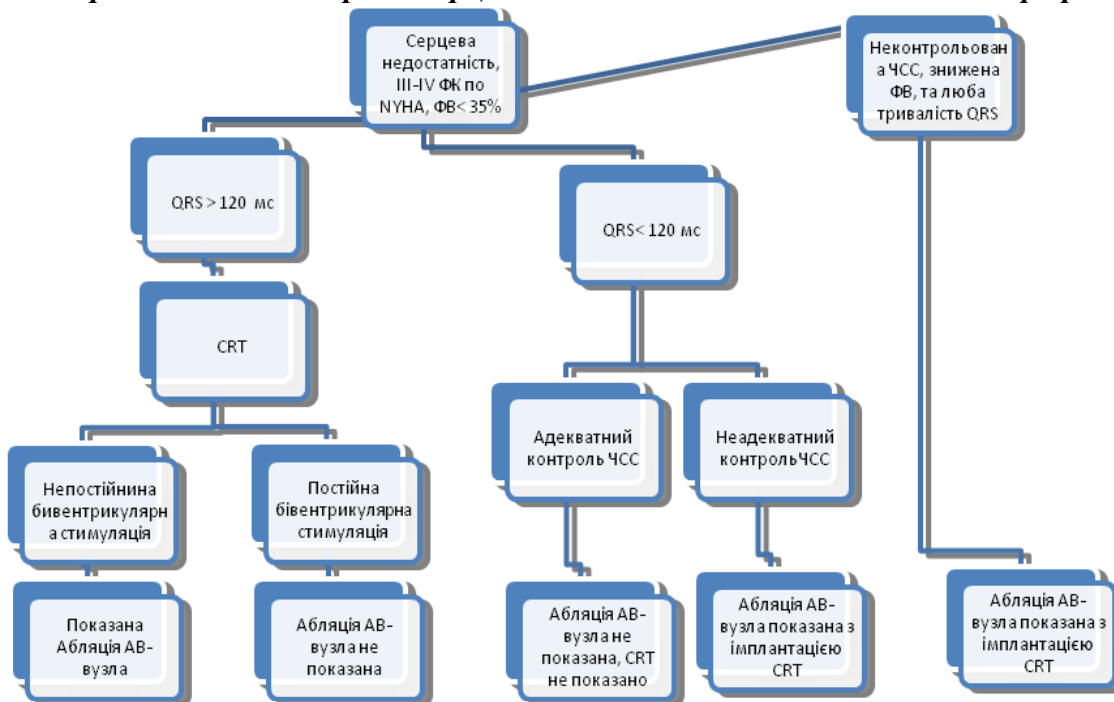 Серцева
недостатність,
III-IV ФК по
NYHA, ФВ< 35%
Неконтрольован
а ЧСС, знижена
ФВ, та люба
тривалість QRS
QRS > 120 мс
QRS< 120 мс
CRT
Адекватний
контроль ЧСС
Неадекватний
контроль ЧСС
Непостійнина
бивентрикулярн
а стимуляція
Постійна
бівентрикулярна
стимуляція
Показана
Абляція АВ-
вузла
Абляція АВ-
вузла не
показана
Абляція АВ-
вузла не
показана, CRT
не показано
Абляція АВ-
вузла показана з
імплантацією
CRT
Абляція АВ-
вузла показана з
імплантацією
CRT